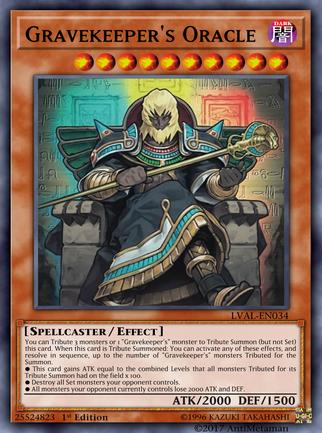 GRAVEKEEPER'S ORACLE
DARK
闇
LVAL-EN034
[SPELLCASTER / EFFECT]
You can Tribute 3 monsters or 1 "Gravekeeper's" monster to Tribute Summon (but not Set)
this card. When this card is Tribute Summoned: You can activate any of these effects, and
resolve in sequence, up to the number of "Gravekeeper's" monsters Tributed for the
Summon.
● This card gains ATK equal to the combined Levels that all monsters Tributed for its
Tribute Summon had on the field x 100.
● Destroy all Set monsters your opponent controls.
● All monsters your opponent currently controls lose 2000 ATK and DEF.
ATK/2000 DEF/1500
25524823 1st Edition ©1996 KAZUKI TAKAHASHI
©2017 AntiMetaman